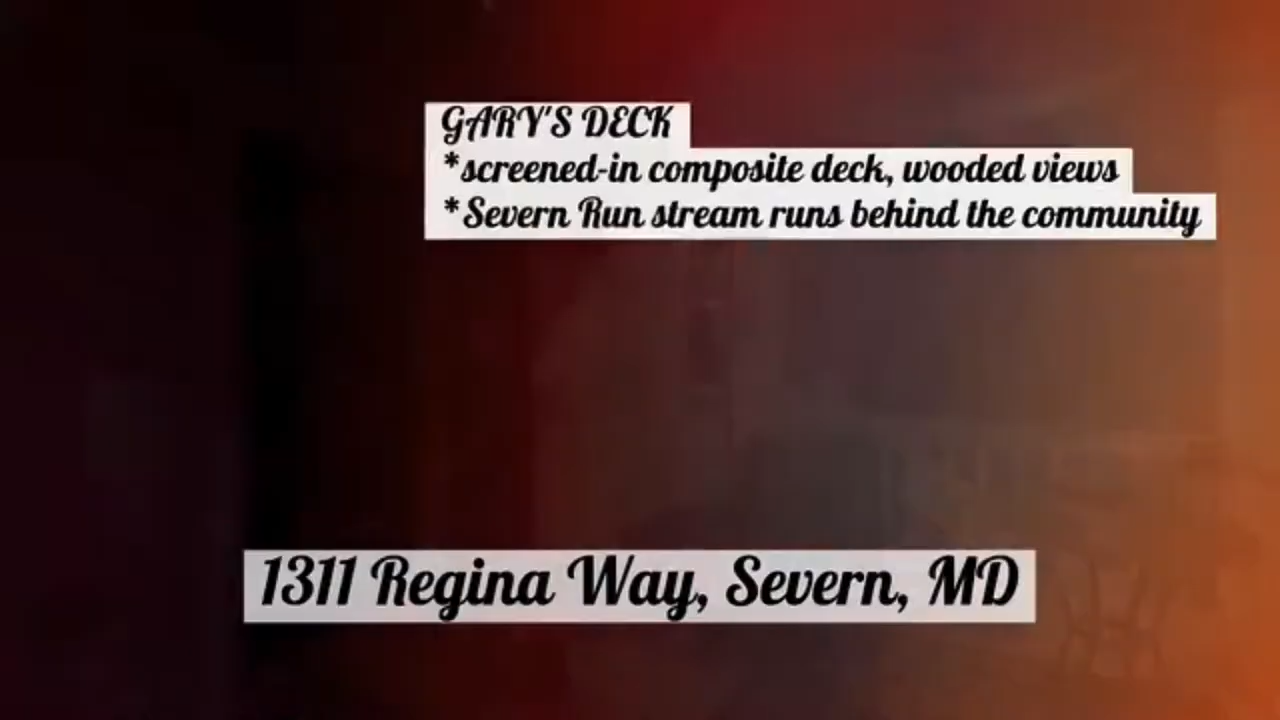 GARY'S DECK
*screened-in composite deck, wooded views
*Severn Run stream runs behind the community
1311 Regina Way, Severn, MD